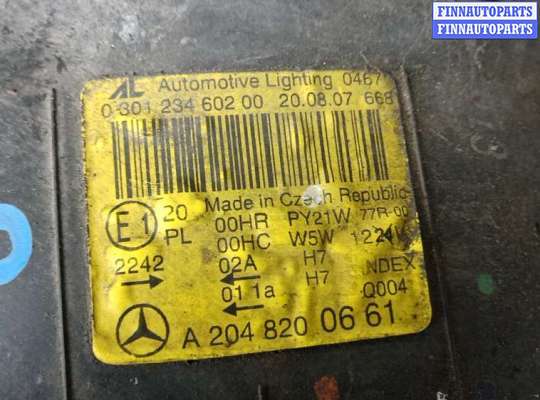 FINNAUTOPARTS
FINNAUTOPARTS
AL Automotive Lighting 0467
0 301 234 602 00 20.08.07 668
Made in Czech Republic
E1 20 00HR PY21W 77R-00
PL 00HC W5W 12
2242 02A H7 INDEX
01 1a H7 Q004
A 204 820 06 61